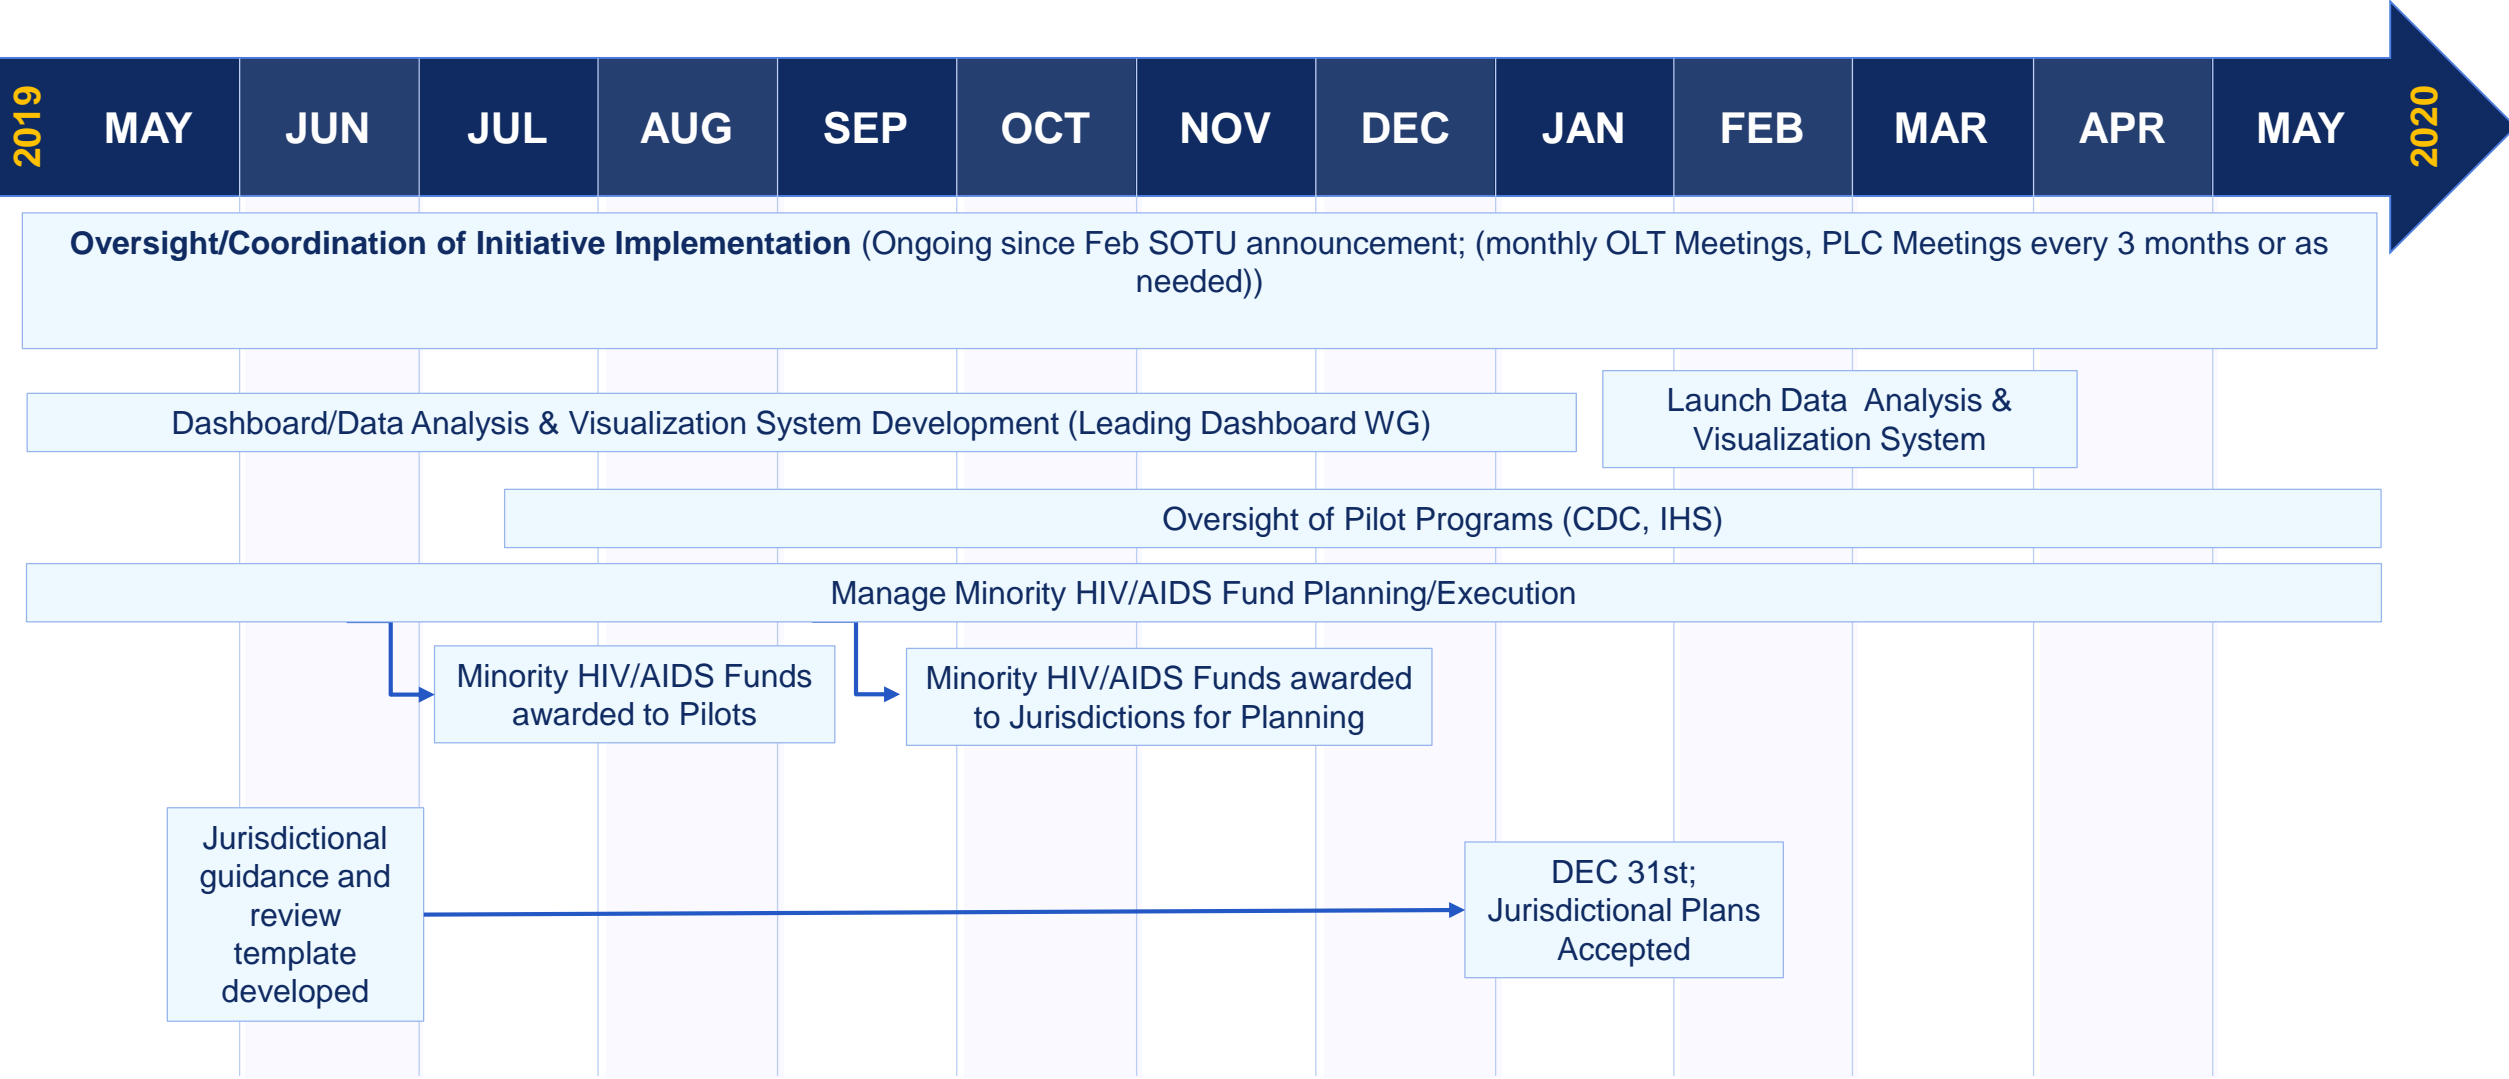 2019
MAY
JUN
JUL
AUG
SEP
OCT
NOV
DEC
JAN
FEB
MAR
APR
MAY
2020
Oversight/Coordination of Initiative Implementation (Ongoing since Feb SOTU announcement; (monthly OLT Meetings, PLC Meetings every 3 months or as
needed))
Dashboard/Data Analysis & Visualization System Development (Leading Dashboard WG)
Launch Data Analysis &
Visualization System
Oversight of Pilot Programs (CDC, IHS)
Manage Minority HIV/AIDS Fund Planning/Execution
Minority HIV/AIDS Funds
awarded to Pilots
Minority HIV/AIDS Funds awarded
to Jurisdictions for Planning
Jurisdictional
guidance and
review
template
developed
DEC 31st;
Jurisdictional Plans
Accepted